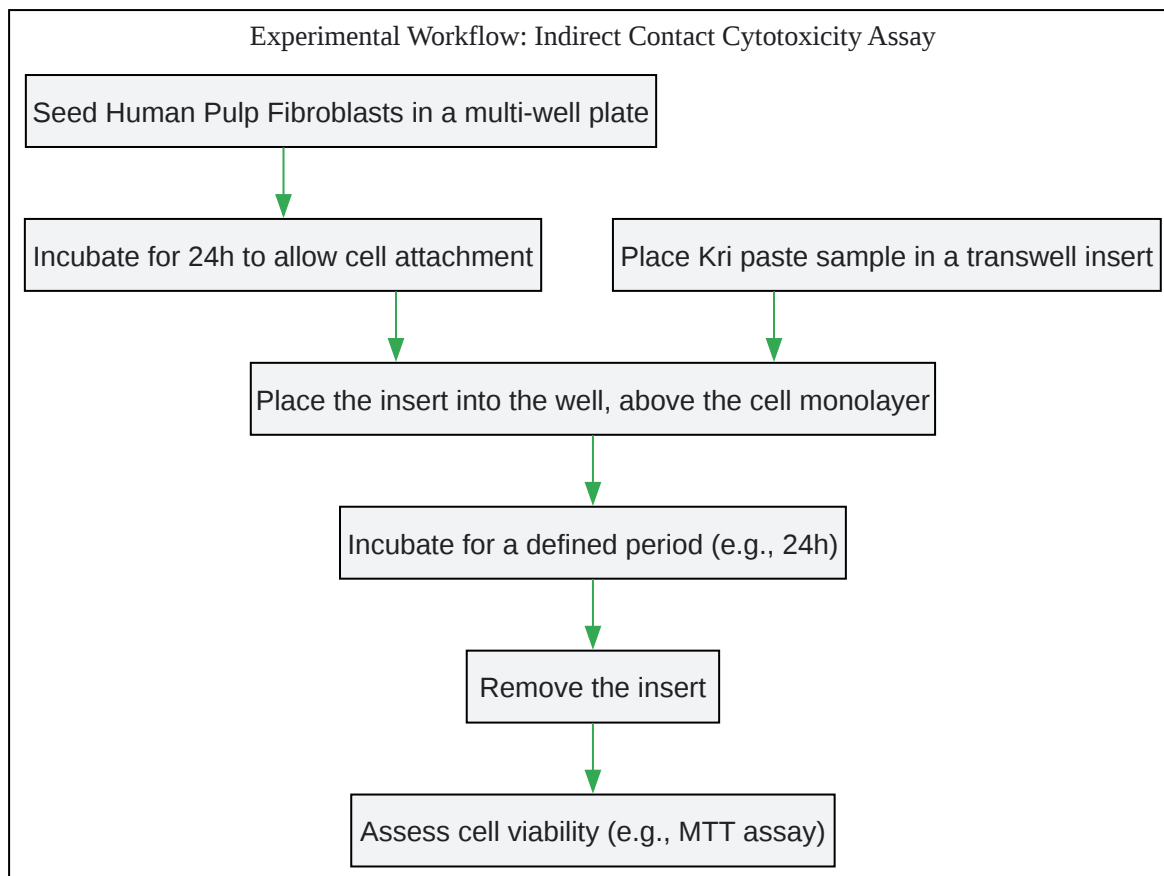 Experimental Workflow: Indirect Contact Cytotoxicity Assay
Seed Human Pulp Fibroblasts in a multi-well plate
Incubate for 24h to allow cell attachment
Place Kri paste sample in a transwell insert
Place the insert into the well, above the cell monolayer
Incubate for a defined period (e.g., 24h)
Remove the insert
Assess cell viability (e.g., MTT assay)